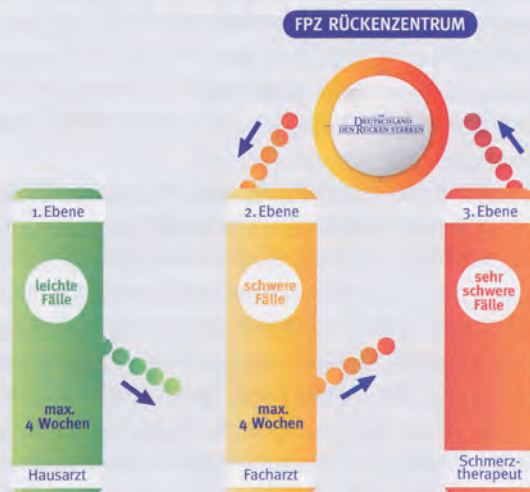 FPZ RÜCKENZENTRUM
DEUTSCHLAND
DEN RÜCKEN STÄRKEN
1. Ebene
2. Ebene
3. Ebene
leichte
Fälle
schwere
Fälle
sehr
schwere
Fälle
max.
4 Wochen
max.
4 Wochen
Hausarzt
Facharzt
Schmerz-
therapeut